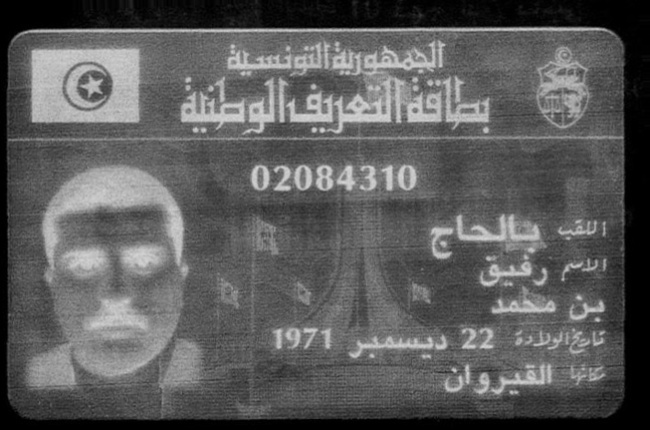 الجمهورية التونسية
بطاقة التعريف الوطنية
02084310
اللقب بالحاج
الاسم رفيق
بن محمد
تاريخ الولادة 22 ديسمبر 1971
مكانها القيروان